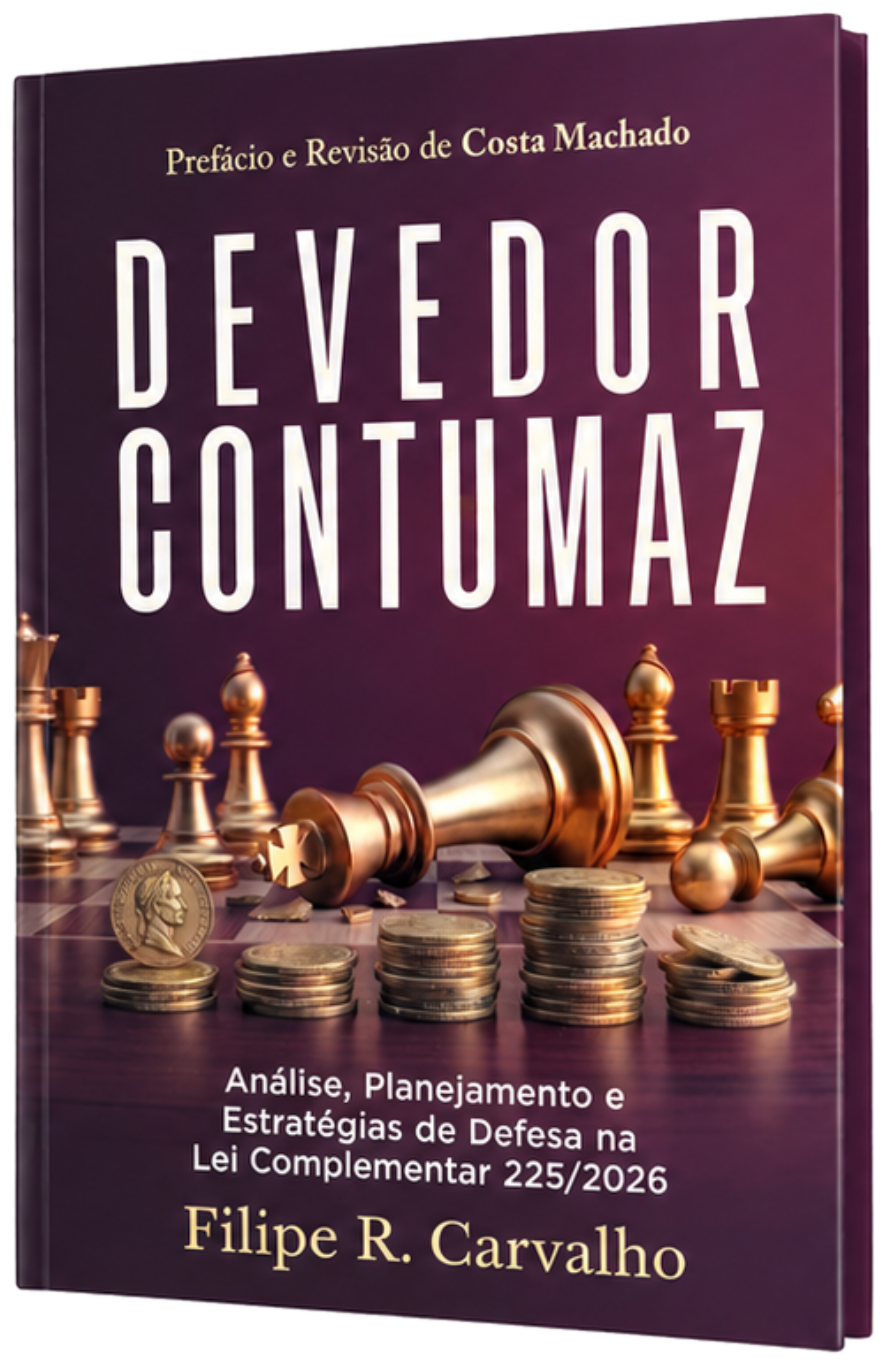 Prefácio e Revisão de Costa Machado
DEVEDOR
CONTUMAZ
Análise, Planejamento e
Estratégias de Defesa na
Lei Complementar 225/2026
Filipe R. Carvalho